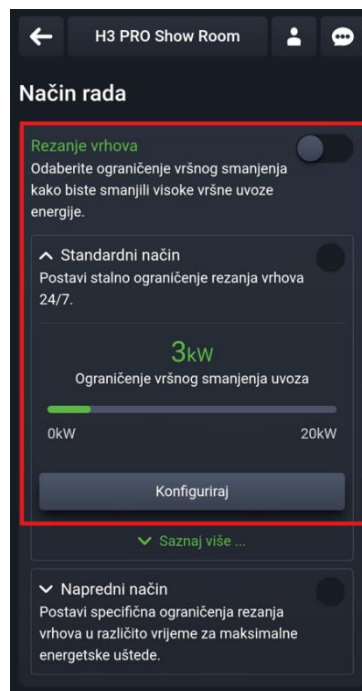 H3 PRO Show Room
Način rada
Rezanje vrhova
Odaberite ograničenje vršnog smanjenja
kako biste smanjili visoke vršne uvoze
energije.
Standardni način
Postavi stalno ograničenje rezanja vrhova
24/7.
3kW
Ograničenje vršnog smanjenja uvoza
0kW 20kW
Konfiguriraj
Saznaj više ...
Napredni način
Postavi specifična ograničenja rezanja
vrhova u različito vrijeme za maksimalne
energetske uštede.